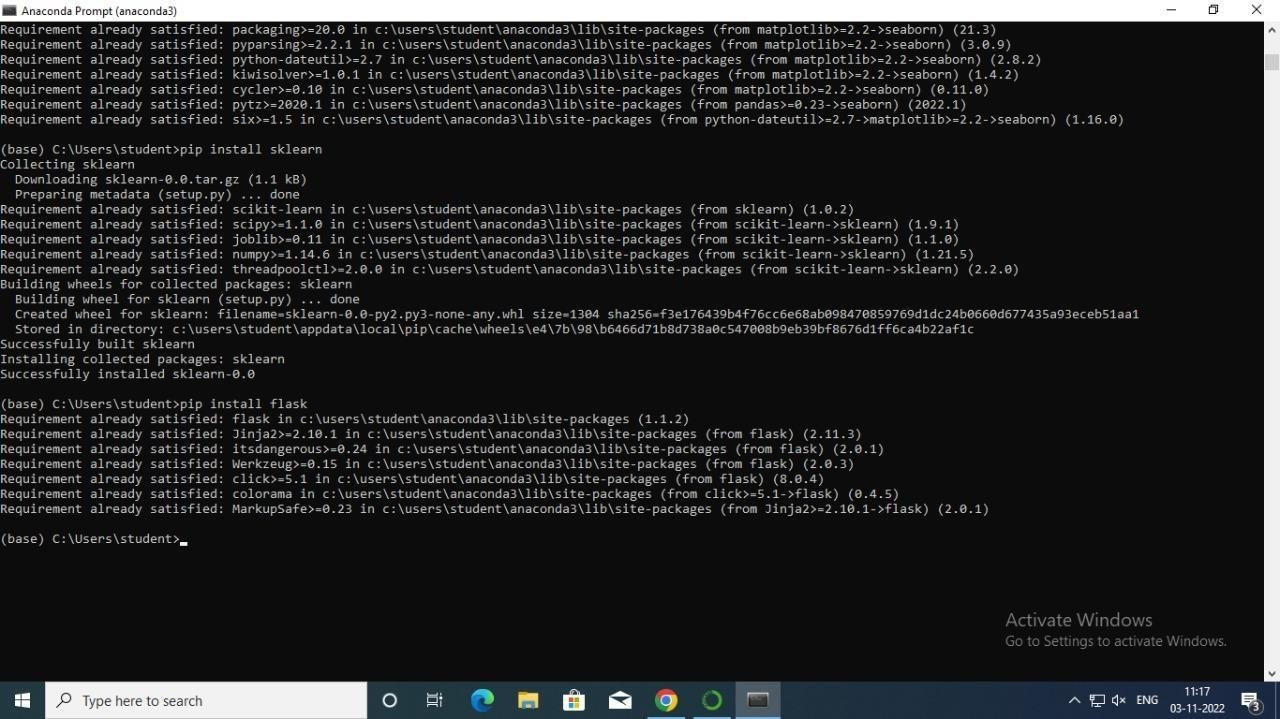 Anaconda Prompt (anaconda3)
Requirement already satisfied: packaging>=20.0 in c:\users\student\anaconda3\lib\site-packages (from matplotlib>=2.2->seaborn) (21.3)
Requirement already satisfied: pyparsing>=2.2.1 in c:\users\student\anaconda3\lib\site-packages (from matplotlib>=2.2->seaborn) (3.0.9)
Requirement already satisfied: python-dateutil>=2.7 in c:\users\student\anaconda3\lib\site-packages (from matplotlib>=2.2->seaborn) (2.8.2)
Requirement already satisfied: kiwisolver>=1.0.1 in c:\users\student\anaconda3\lib\site-packages (from matplotlib>=2.2->seaborn) (1.4.2)
Requirement already satisfied: cycler>=0.10 in c:\users\student\anaconda3\lib\site-packages (from matplotlib>=2.2->seaborn) (0.11.0)
Requirement already satisfied: pytz>=2020.1 in c:\users\student\anaconda3\lib\site-packages (from pandas>=0.23->seaborn) (2022.1)
Requirement already satisfied: six>=1.5 in c:\users\student\anaconda3\lib\site-packages (from python-dateutil>=2.7->matplotlib>=2.2->seaborn) (1.16.0)
(base) C:\Users\student>pip install sklearn
Collecting sklearn
Downloading sklearn-0.0.tar.gz (1.1 kB)
Preparing metadata (setup.py) ... done
Requirement already satisfied: scikit-learn in c:\users\student\anaconda3\lib\site-packages (from sklearn) (1.0.2)
Requirement already satisfied: scipy>=1.1.0 in c:\users\student\anaconda3\lib\site-packages (from scikit-learn->sklearn) (1.9.1)
Requirement already satisfied: joblib>=0.11 in c:\users\student\anaconda3\lib\site-packages (from scikit-learn->sklearn) (1.1.0)
Requirement already satisfied: numpy>=1.14.6 in c:\users\student\anaconda3\lib\site-packages (from scikit-learn->sklearn) (1.21.5)
Requirement already satisfied: threadpoolctl>=2.0.0 in c:\users\student\anaconda3\lib\site-packages (from scikit-learn->sklearn) (2.2.0)
Building wheels for collected packages: sklearn
Building wheel for sklearn (setup.py) ... done
Created wheel for sklearn: filename=sklearn-0.0-py2.py3-none-any.whl size=1304 sha256=f3e176439b4f76cc6e68ab098470859769d1dc24b0660d677435a93eceb51aa1
Stored in directory: c:\users\student\appdata\local\pip\cache\wheels\e4\7b\98\b6466d71b8d738a0c547008b9eb39bf8676d1ff6ca4b22af1c
Successfully built sklearn
Installing collected packages: sklearn
Successfully installed sklearn-0.0
(base) C:\Users\student>pip install flask
Requirement already satisfied: flask in c:\users\student\anaconda3\lib\site-packages (1.1.2)
Requirement already satisfied: Jinja2>=2.10.1 in c:\users\student\anaconda3\lib\site-packages (from flask) (2.11.3)
Requirement already satisfied: itsdangerous>=0.24 in c:\users\student\anaconda3\lib\site-packages (from flask) (2.0.1)
Requirement already satisfied: Werkzeug>=0.15 in c:\users\student\anaconda3\lib\site-packages (from flask) (2.0.3)
Requirement already satisfied: click>=5.1 in c:\users\student\anaconda3\lib\site-packages (from flask) (8.0.4)
Requirement already satisfied: colorama in c:\users\student\anaconda3\lib\site-packages (from click>=5.1->flask) (0.4.5)
Requirement already satisfied: MarkupSafe>=0.23 in c:\users\student\anaconda3\lib\site-packages (from Jinja2>=2.10.1->flask) (2.0.1)
(base) C:\Users\student>
Activate Windows
Go to Settings to activate Windows.
Type here to search
ENG
11:17
03-11-2022
3